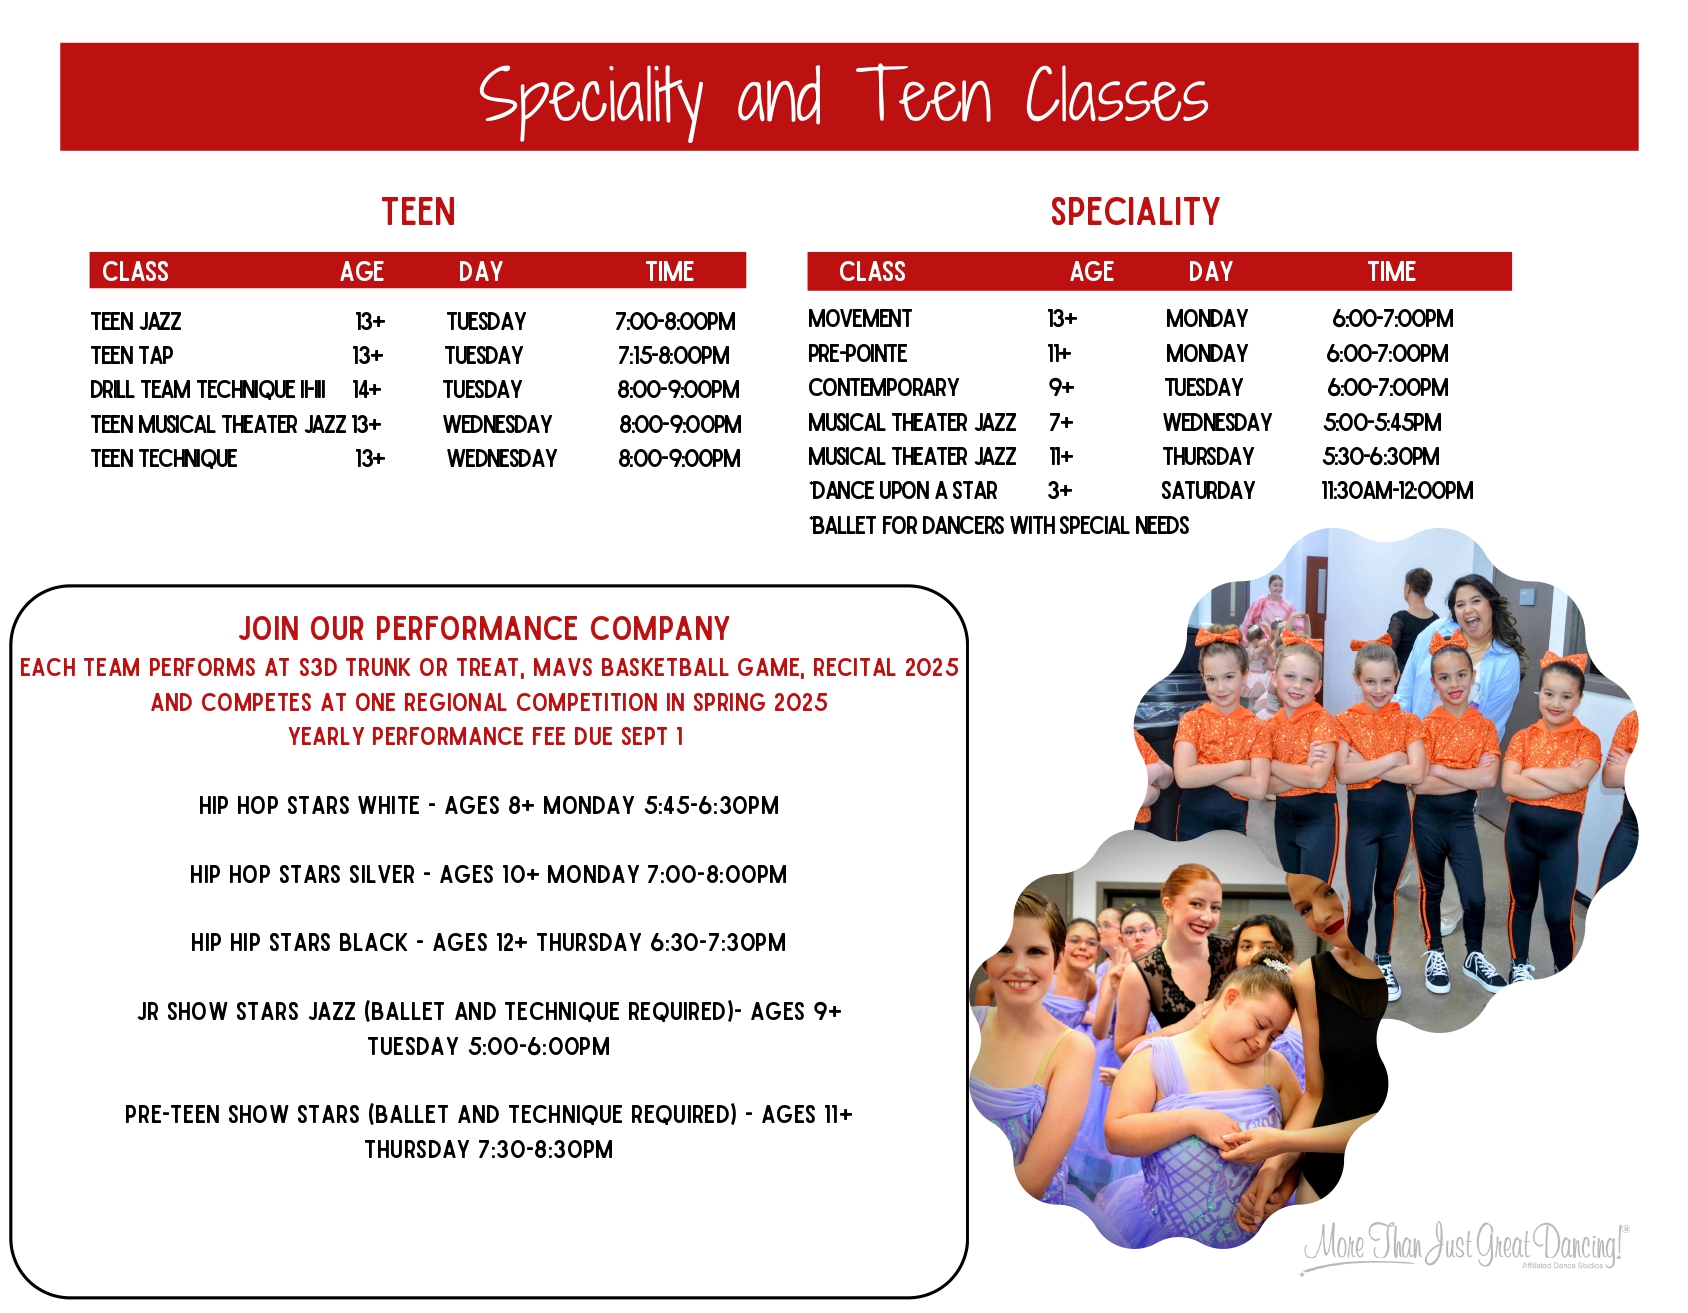 Speciality and Teen Classes
TEEN
CLASS AGE DAY TIME
TEEN JAZZ 13+ TUESDAY 7:00-8:00PM
TEEN TAP 13+ TUESDAY 7:15-8:00PM
DRILL TEAM TECHNIQUE II-III 14+ TUESDAY 8:00-9:00PM
TEEN MUSICAL THEATER JAZZ 13+ WEDNESDAY 8:00-9:00PM
TEEN TECHNIQUE 13+ WEDNESDAY 8:00-9:00PM
SPECIALITY
CLASS AGE DAY TIME
MOVEMENT 13+ MONDAY 6:00-7:00PM
PRE-POINTE 11+ MONDAY 6:00-7:00PM
CONTEMPORARY 9+ TUESDAY 6:00-7:00PM
MUSICAL THEATER JAZZ 7+ WEDNESDAY 5:00-5:45PM
MUSICAL THEATER JAZZ 11+ THURSDAY 5:30-6:30PM
*DANCE UPON A STAR 3+ SATURDAY 11:30AM-12:00PM
*BALLET FOR DANCERS WITH SPECIAL NEEDS
JOIN OUR PERFORMANCE COMPANY
EACH TEAM PERFORMS AT S3D TRUNK OR TREAT, MAVS BASKETBALL GAME, RECITAL 2025
AND COMPETES AT ONE REGIONAL COMPETITION IN SPRING 2025
YEARLY PERFORMANCE FEE DUE SEPT 1
HIP HOP STARS WHITE - AGES 8+ MONDAY 5:45-6:30PM
HIP HOP STARS SILVER - AGES 10+ MONDAY 7:00-8:00PM
HIP HIP STARS BLACK - AGES 12+ THURSDAY 6:30-7:30PM
JR SHOW STARS JAZZ (BALLET AND TECHNIQUE REQUIRED)- AGES 9+
TUESDAY 5:00-6:00PM
PRE-TEEN SHOW STARS (BALLET AND TECHNIQUE REQUIRED) - AGES 11+
THURSDAY 7:30-8:30PM
More Than Just Great Dancing!®
Affiliated Dance Studios